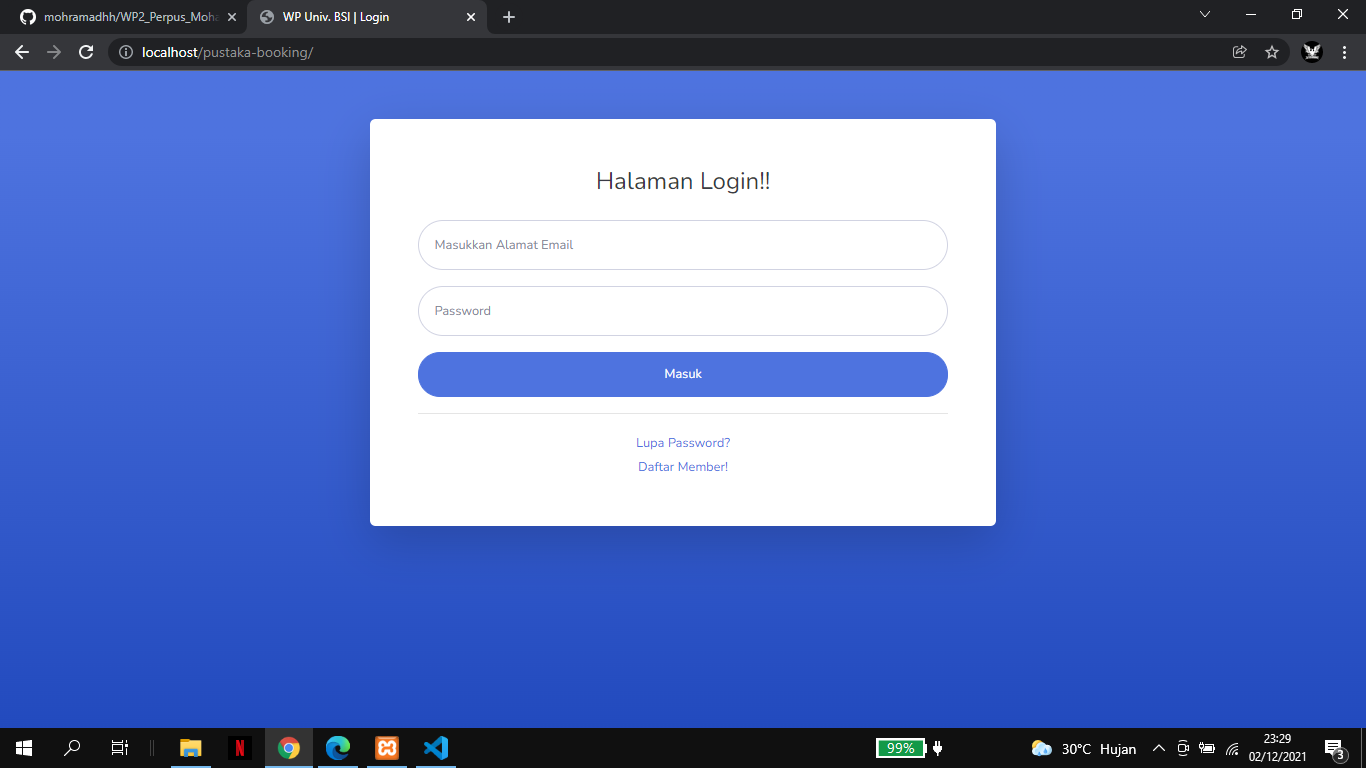 mohramadhh/WP2_Perpus_Moha
WP Univ. BSI | Login
localhost/pustaka-booking/
Halaman Login!!
Masukkan Alamat Email
Password
Masuk
Lupa Password?
Daftar Member!
99%
30°C Hujan
23:29
02/12/2021
3